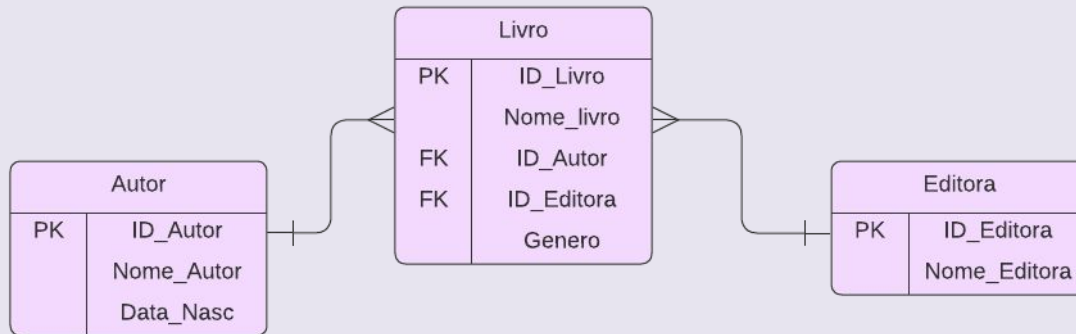 Livro
PK ID_Livro
Nome_livro
FK ID_Autor
FK ID_Editora
Genero
Autor
PK ID_Autor
Nome_Autor
Data_Nasc
Editora
PK ID_Editora
Nome_Editora